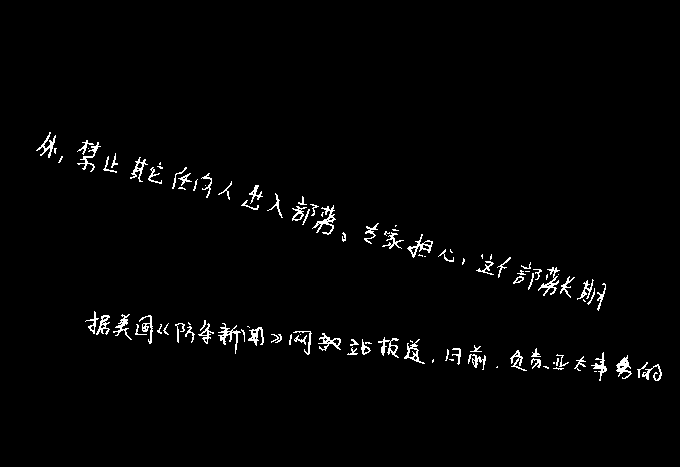 外,禁止其它任何人进入部落。专家担心,这个部落长期
据美国《防务新闻》网站报道,日前,负责亚太事务的